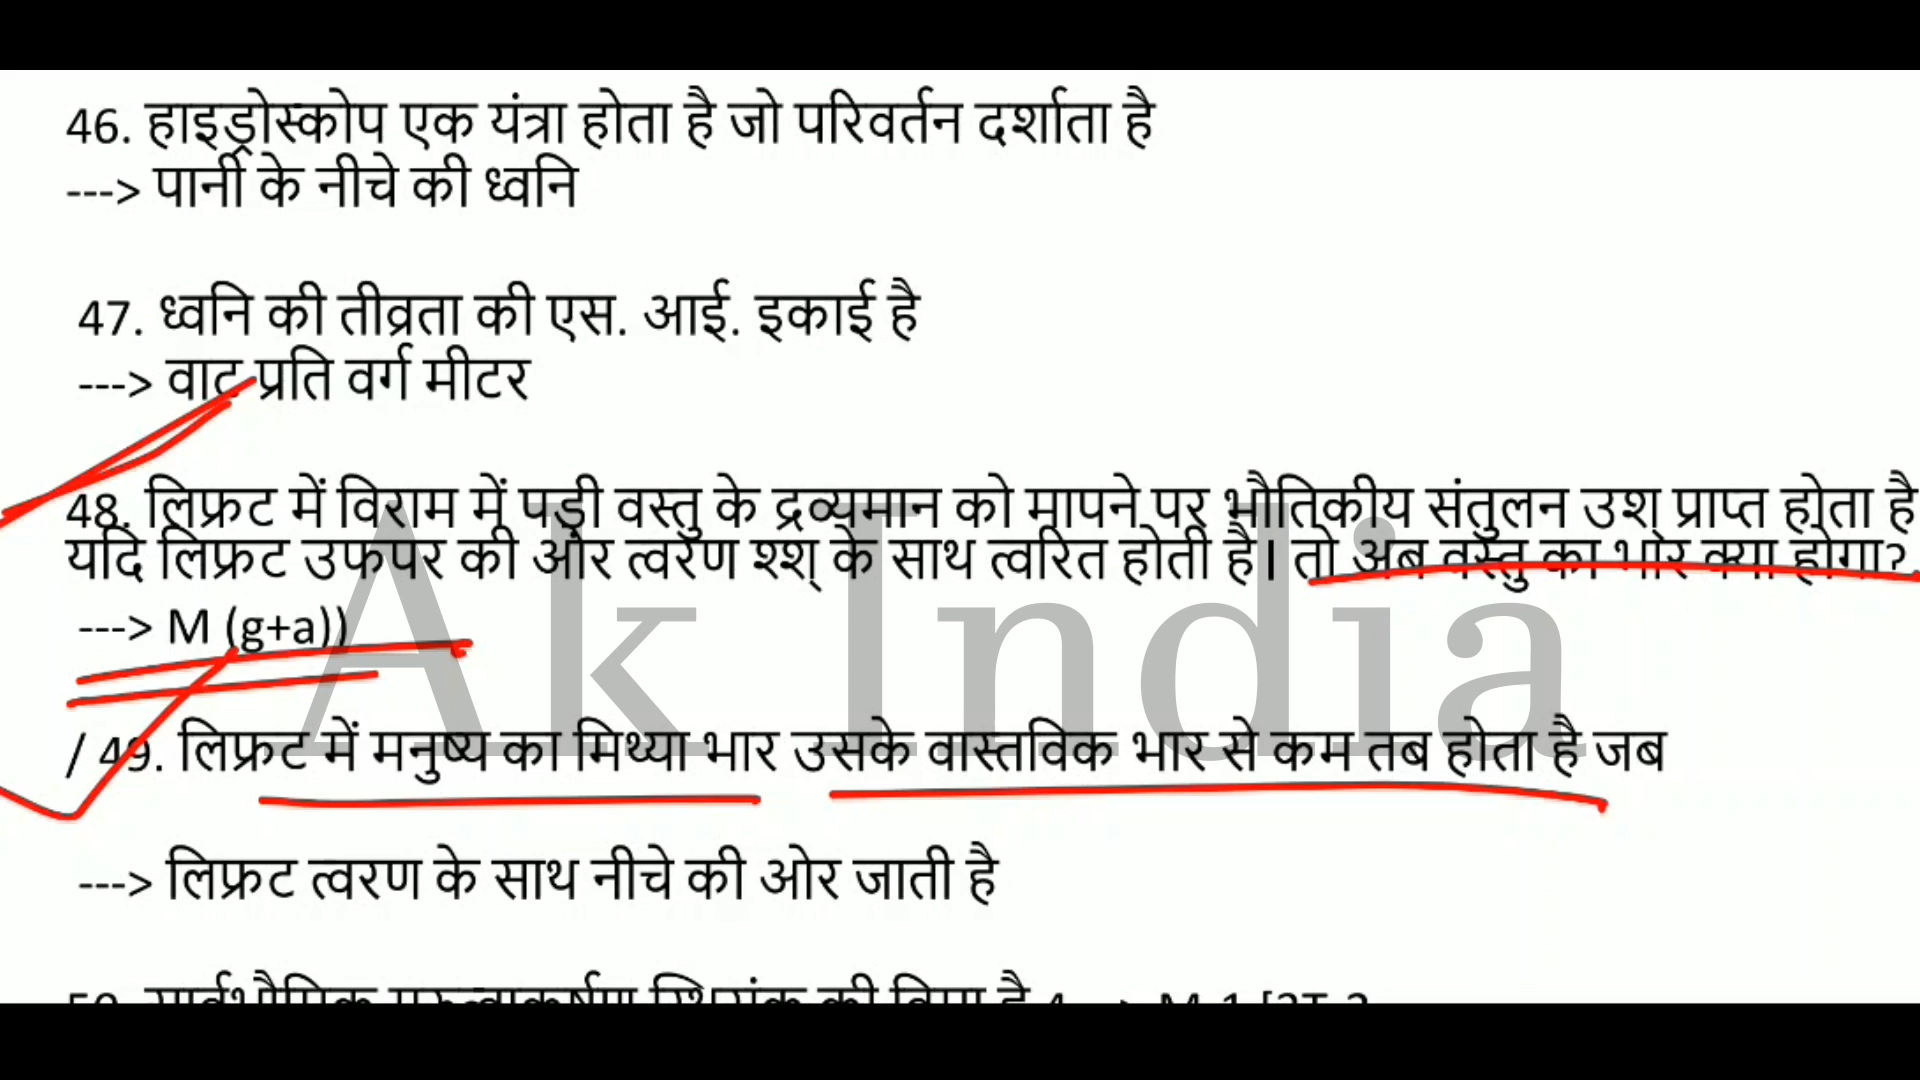 46. हाइड्रोस्कोप एक यंत्रा होता है जो परिवर्तन दर्शाता है
---> पानी के नीचे की ध्वनि
47. ध्वनि की तीव्रता की एस. आई. इकाई है
---> वाट प्रति वर्ग मीटर
48. लिफ्रट में विराम में पड़ी वस्तु के द्रव्यमान को मापने पर भौतिकीय संतुलन उश् प्राप्त होता है
यदि लिफ्रट उफपर की ओर त्वरण श्श् के साथ त्वरित होती है। तो अब वस्तु का भार क्या होगा?
---> M (g+a))
Ak India
/ 49. लिफ्रट में मनुष्य का मिथ्या भार उसके वास्तविक भार से कम तब होता है जब
---> लिफ्रट त्वरण के साथ नीचे की ओर जाती है